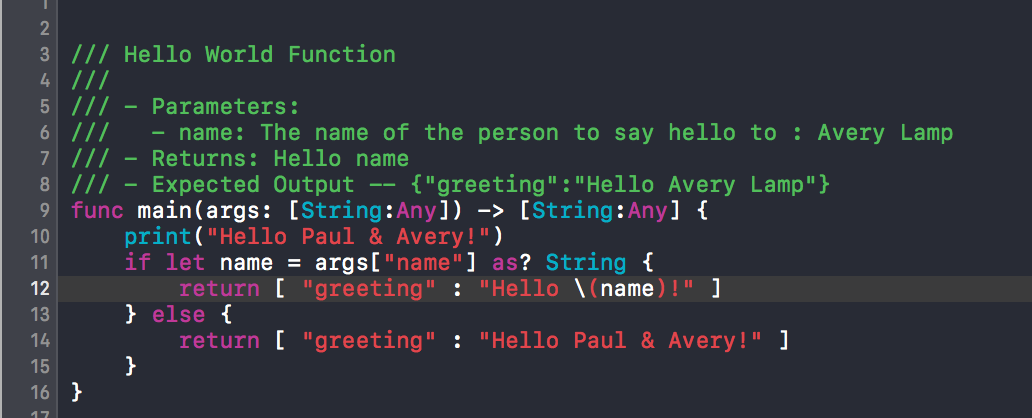 1
2
3 /// Hello World Function
4 ///
5 /// – Parameters:
6 ///   – name: The name of the person to say hello to : Avery Lamp
7 /// – Returns: Hello name
8 /// – Expected Output –– {"greeting":"Hello Avery Lamp"}
9 func main(args: [String:Any]) –> [String:Any] {
10     print("Hello Paul & Avery!")
11     if let name = args["name"] as? String {
12         return [ "greeting" : "Hello \(name)!" ]
13     } else {
14         return [ "greeting" : "Hello Paul & Avery!" ]
15     }
16 }
17